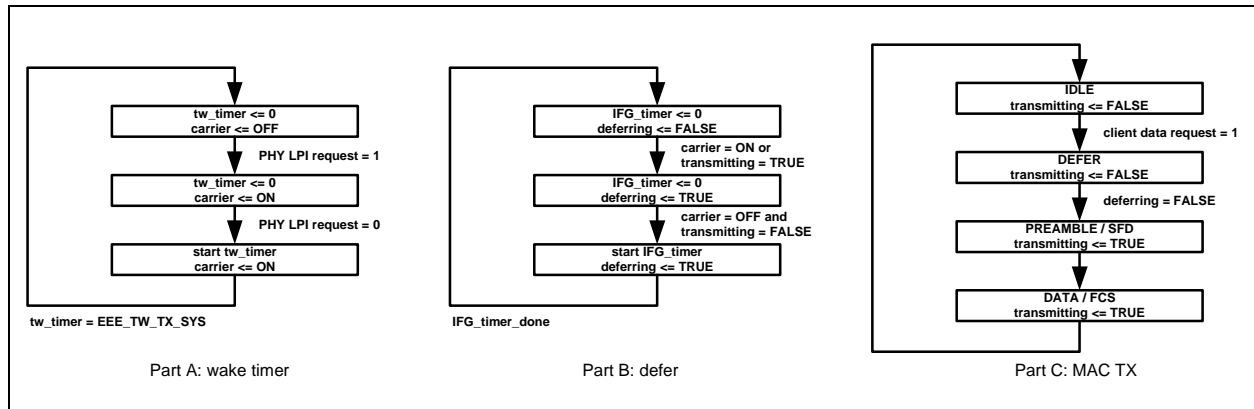 tw_timer <= 0
carrier <= OFF
PHY LPI request = 1
tw_timer <= 0
carrier <= ON
PHY LPI request = 0
start tw_timer
carrier <= ON
tw_timer = EEE_TW_TX_SYS
Part A: wake timer
IFG_timer <= 0
deferring <= FALSE
carrier = ON or
transmitting = TRUE
IFG_timer <= 0
deferring <= TRUE
carrier = OFF and
transmitting = FALSE
start IFG_timer
deferring <= TRUE
IFG_timer_done
Part B: defer
IDLE
transmitting <= FALSE
client data request = 1
DEFER
transmitting <= FALSE
deferring = FALSE
PREAMBLE / SFD
transmitting <= TRUE
DATA / FCS
transmitting <= TRUE
Part C: MAC TX